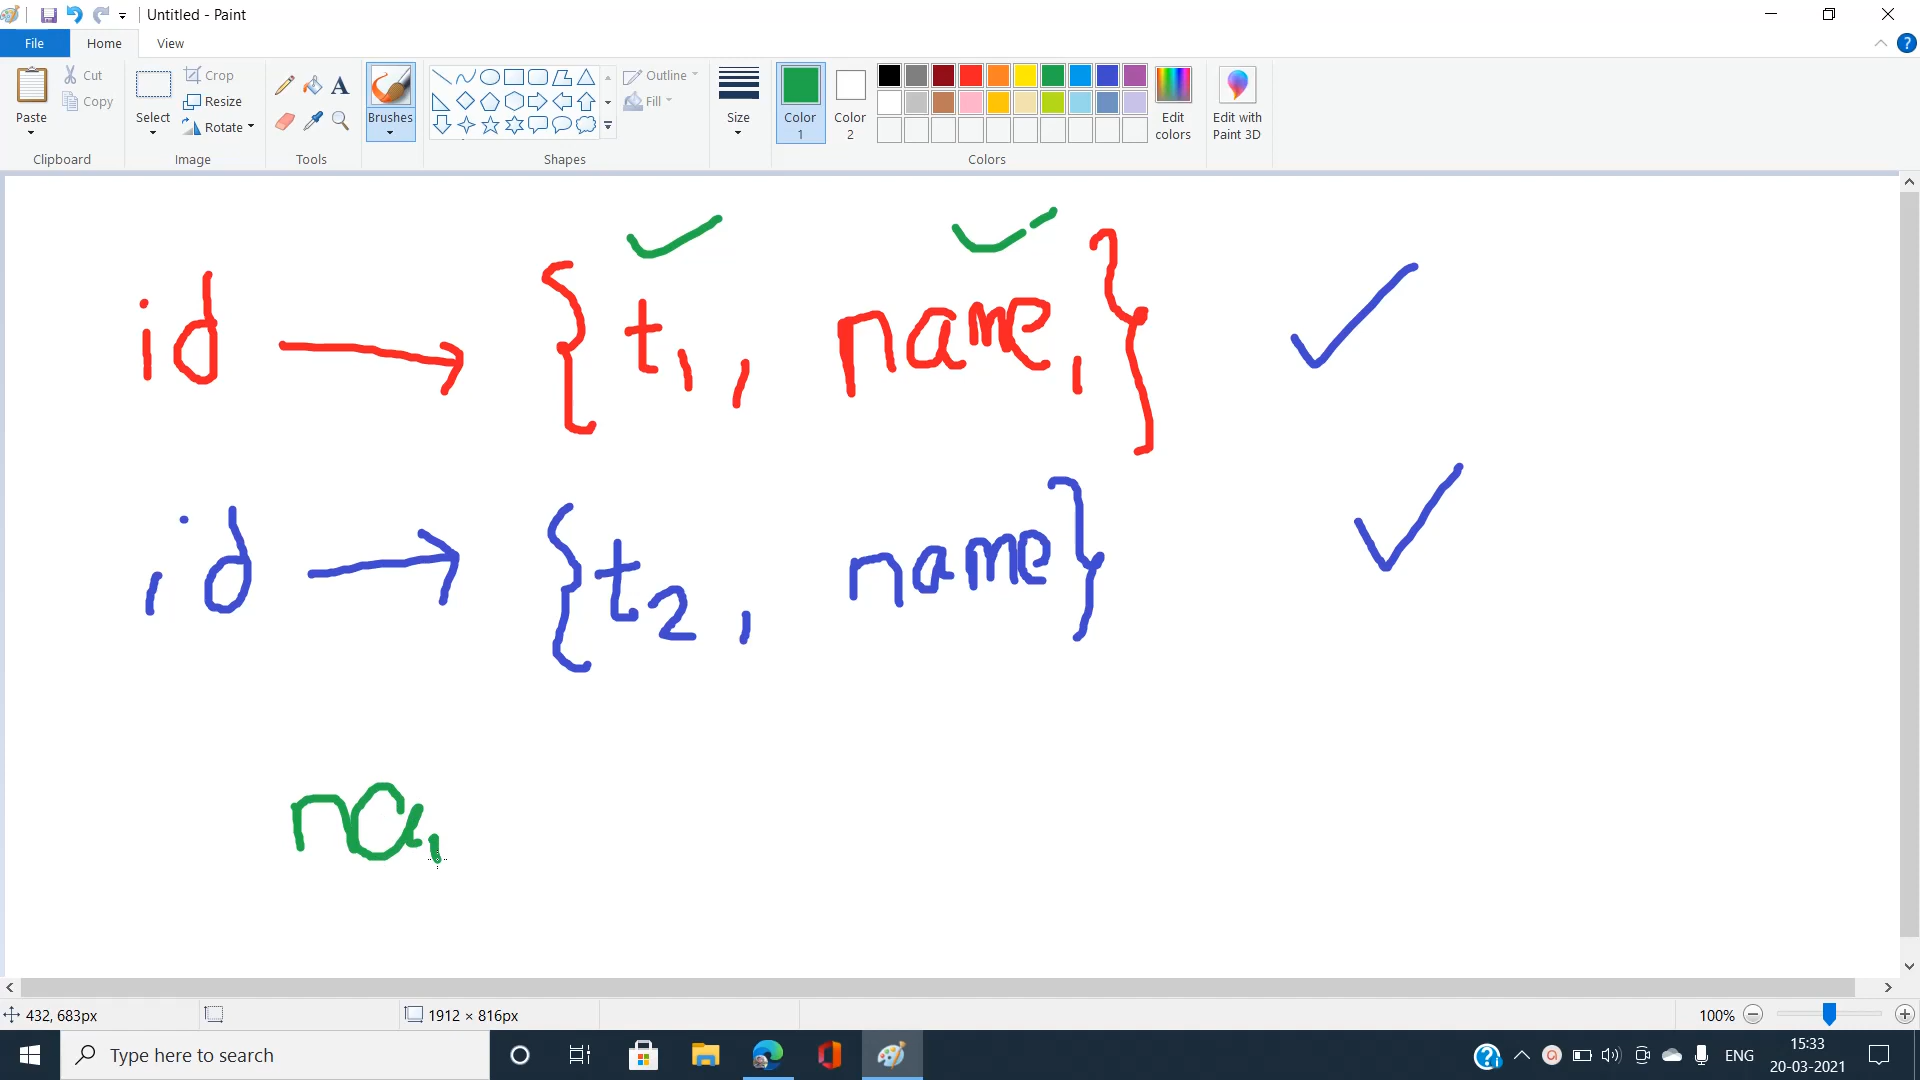 Untitled - Paint
File Home View
Paste
Cut
Copy
Clipboard
Select
Crop
Resize
Rotate
Image
A
Tools
Brushes
Outline
Fill
Shapes
Size
Color 1
Color 2
Edit colors
Colors
Edit with Paint 3D
id → { t1 , name1 }
id → { t2 , name }
na
432, 683px
1912 × 816px
100%
Type here to search
ENG
15:33
20-03-2021